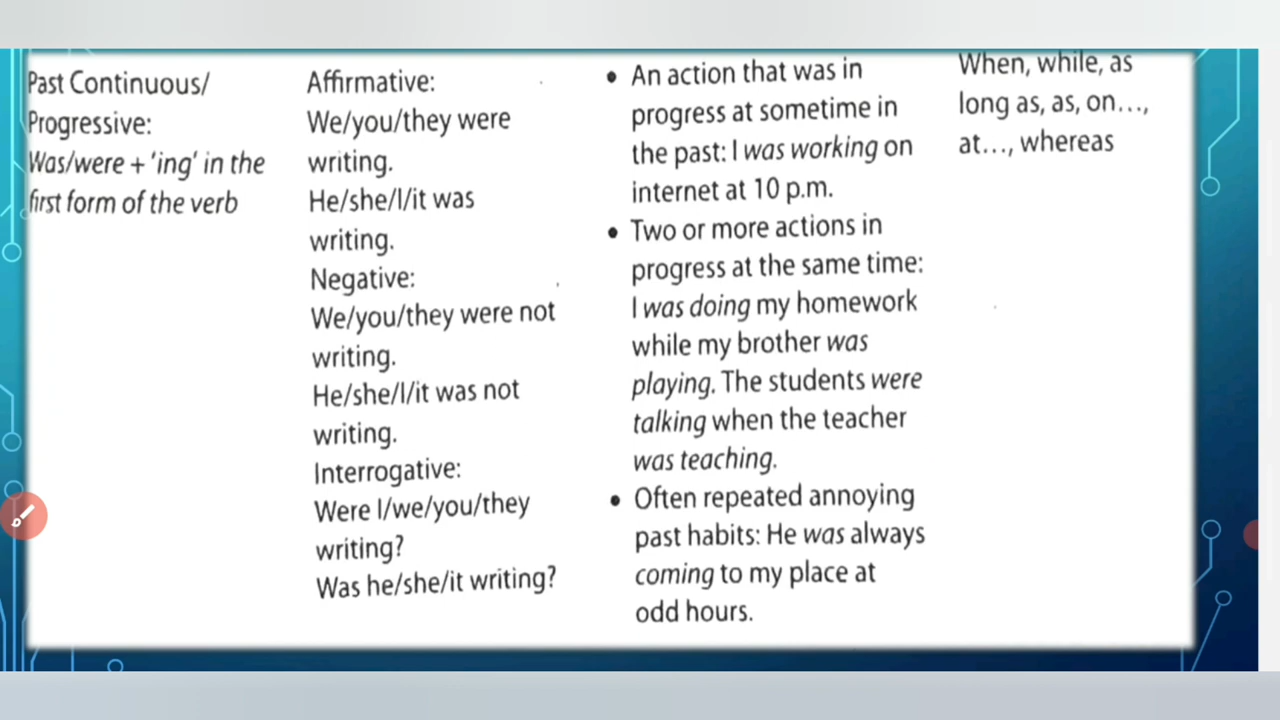 Past Continuous/
Progressive:
Was/were + 'ing' in the
first form of the verb
Affirmative:
We/you/they were
writing.
He/she/I/it was
writing.
Negative:
We/you/they were not
writing.
He/she/I/it was not
writing.
Interrogative:
Were I/we/you/they
writing?
Was he/she/it writing?
• An action that was in
progress at sometime in
the past: I was working on
internet at 10 p.m.
• Two or more actions in
progress at the same time:
I was doing my homework
while my brother was
playing. The students were
talking when the teacher
was teaching.
• Often repeated annoying
past habits: He was always
coming to my place at
odd hours.
When, while, as
long as, as, on...,
at..., whereas